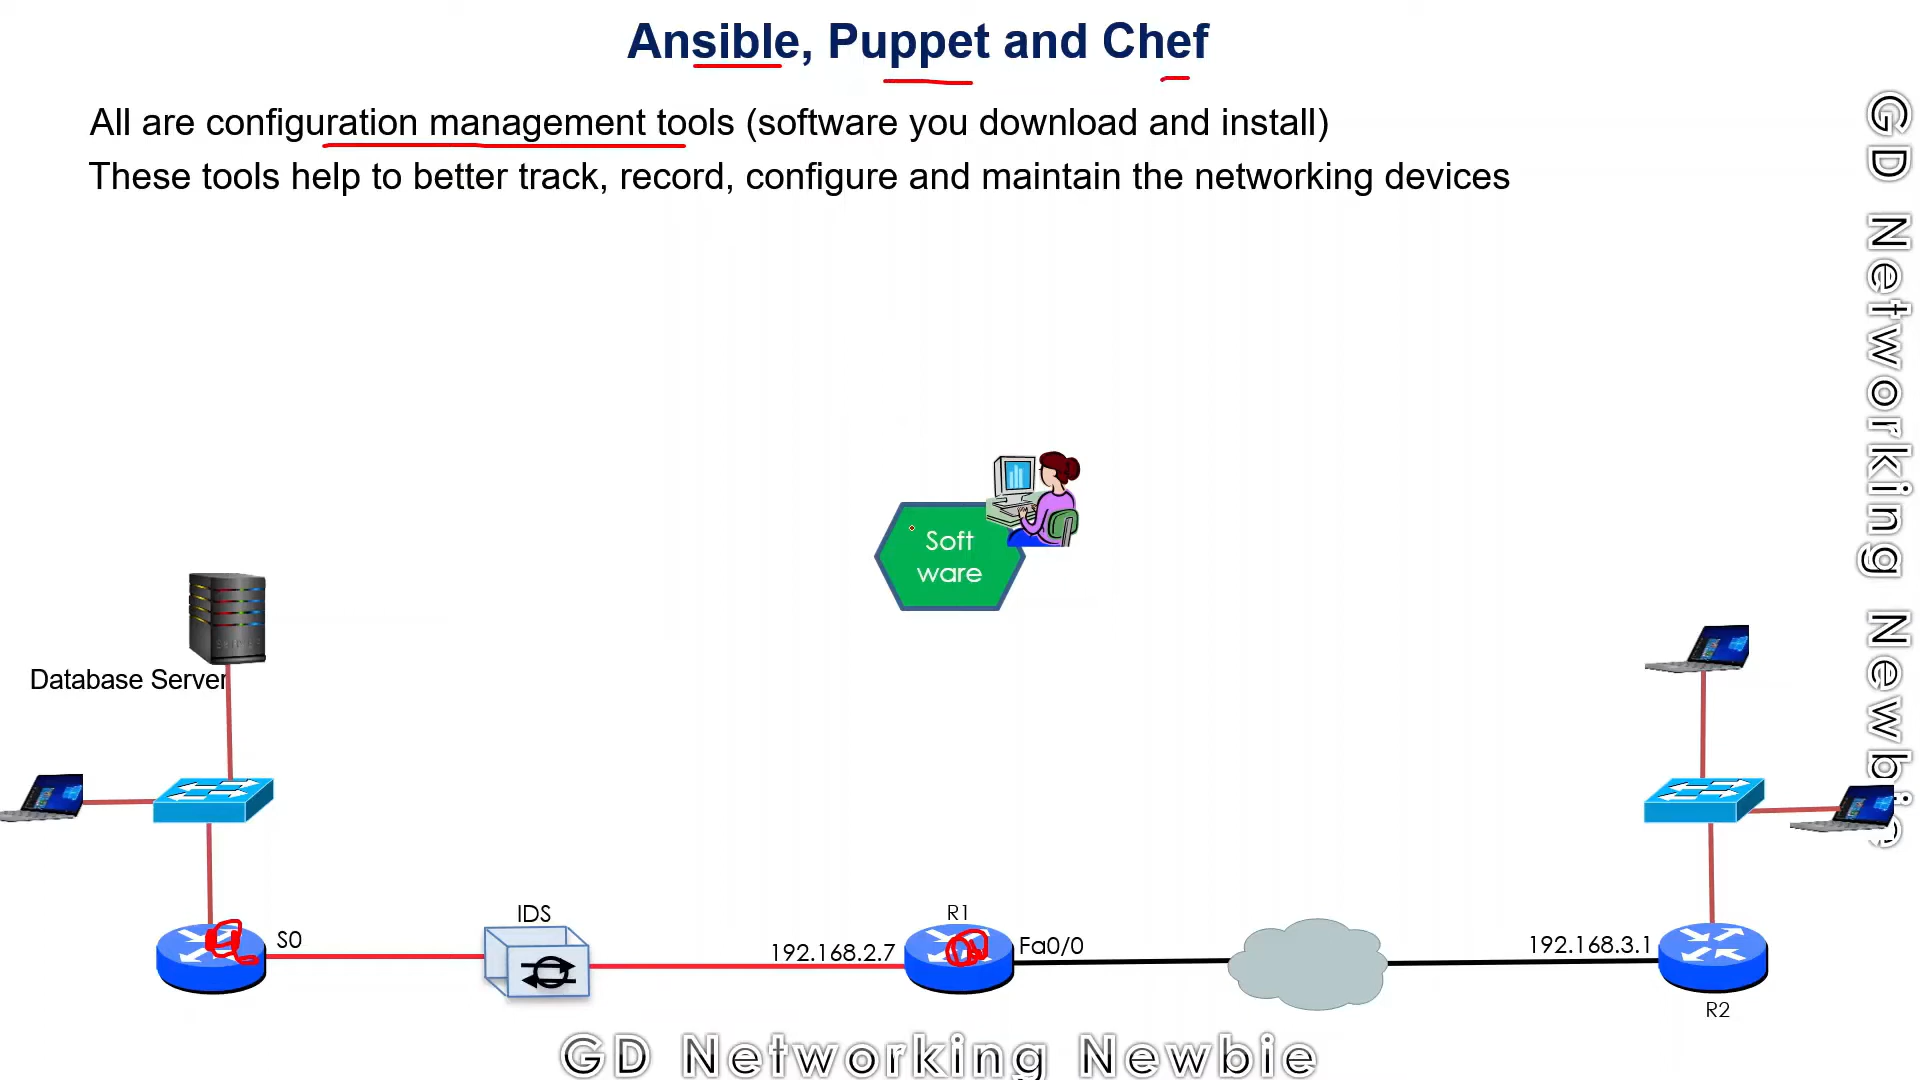 Ansible, Puppet and Chef
All are configuration management tools (software you download and install)
These tools help to better track, record, configure and maintain the networking devices
GD Networking Newbie
Soft
ware
Database Server
IDS
R1
S0
192.168.2.7
Fa0/0
192.168.3.1
R2
GD Networking Newbie